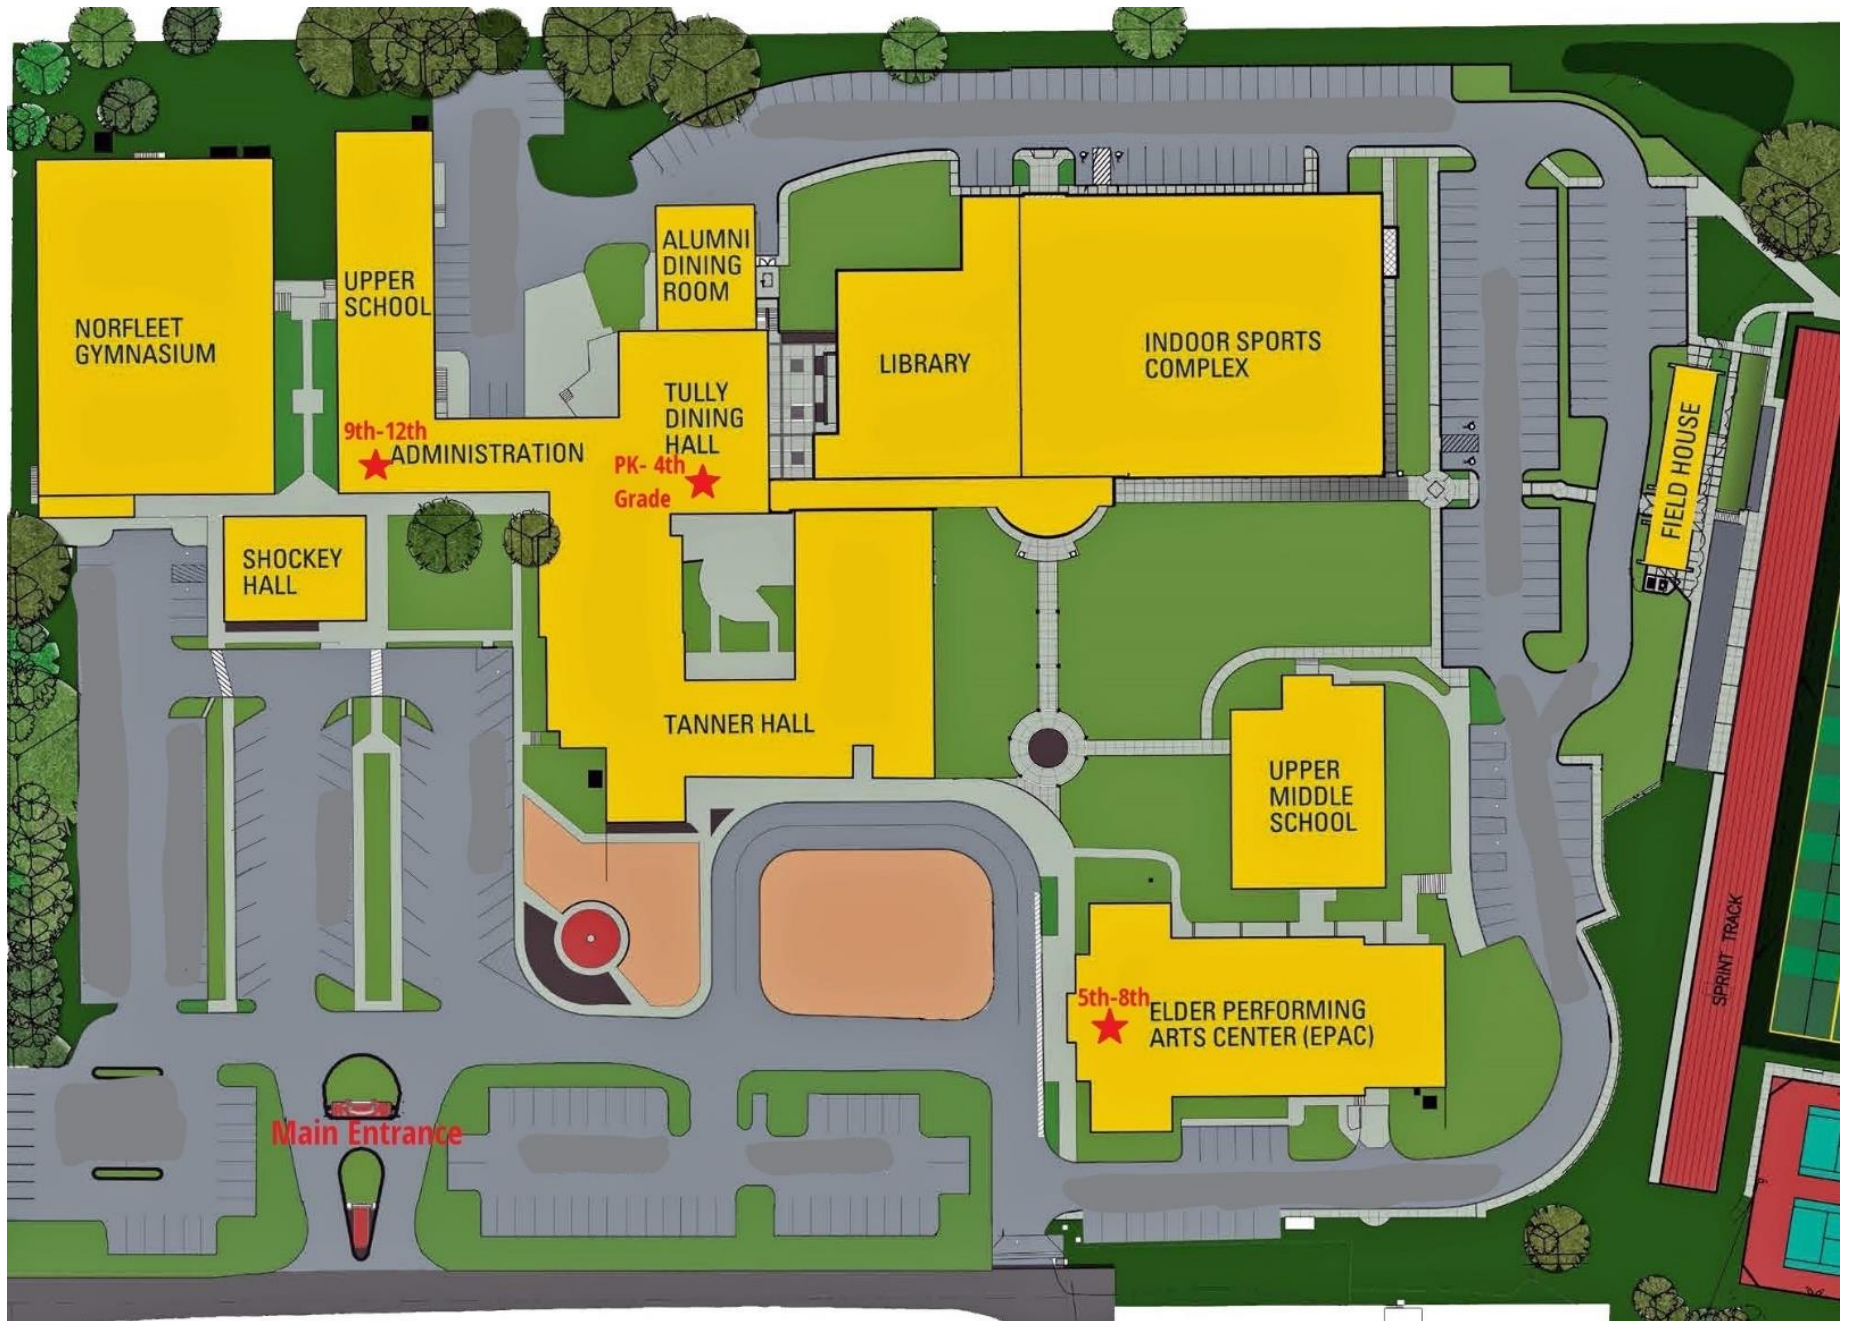 ALUMNI
DINING
ROOM
UPPER
SCHOOL
NORFLEET
GYMNASIUM
LIBRARY
INDOOR SPORTS
COMPLEX
TULLY
DINING
HALL
9th-12th
ADMINISTRATION
PK- 4th
Grade
FIELD HOUSE
SHOCKEY
HALL
TANNER HALL
UPPER
MIDDLE
SCHOOL
SPRINT TRACK
5th-8th
ELDER PERFORMING
ARTS CENTER (EPAC)
Main Entrance